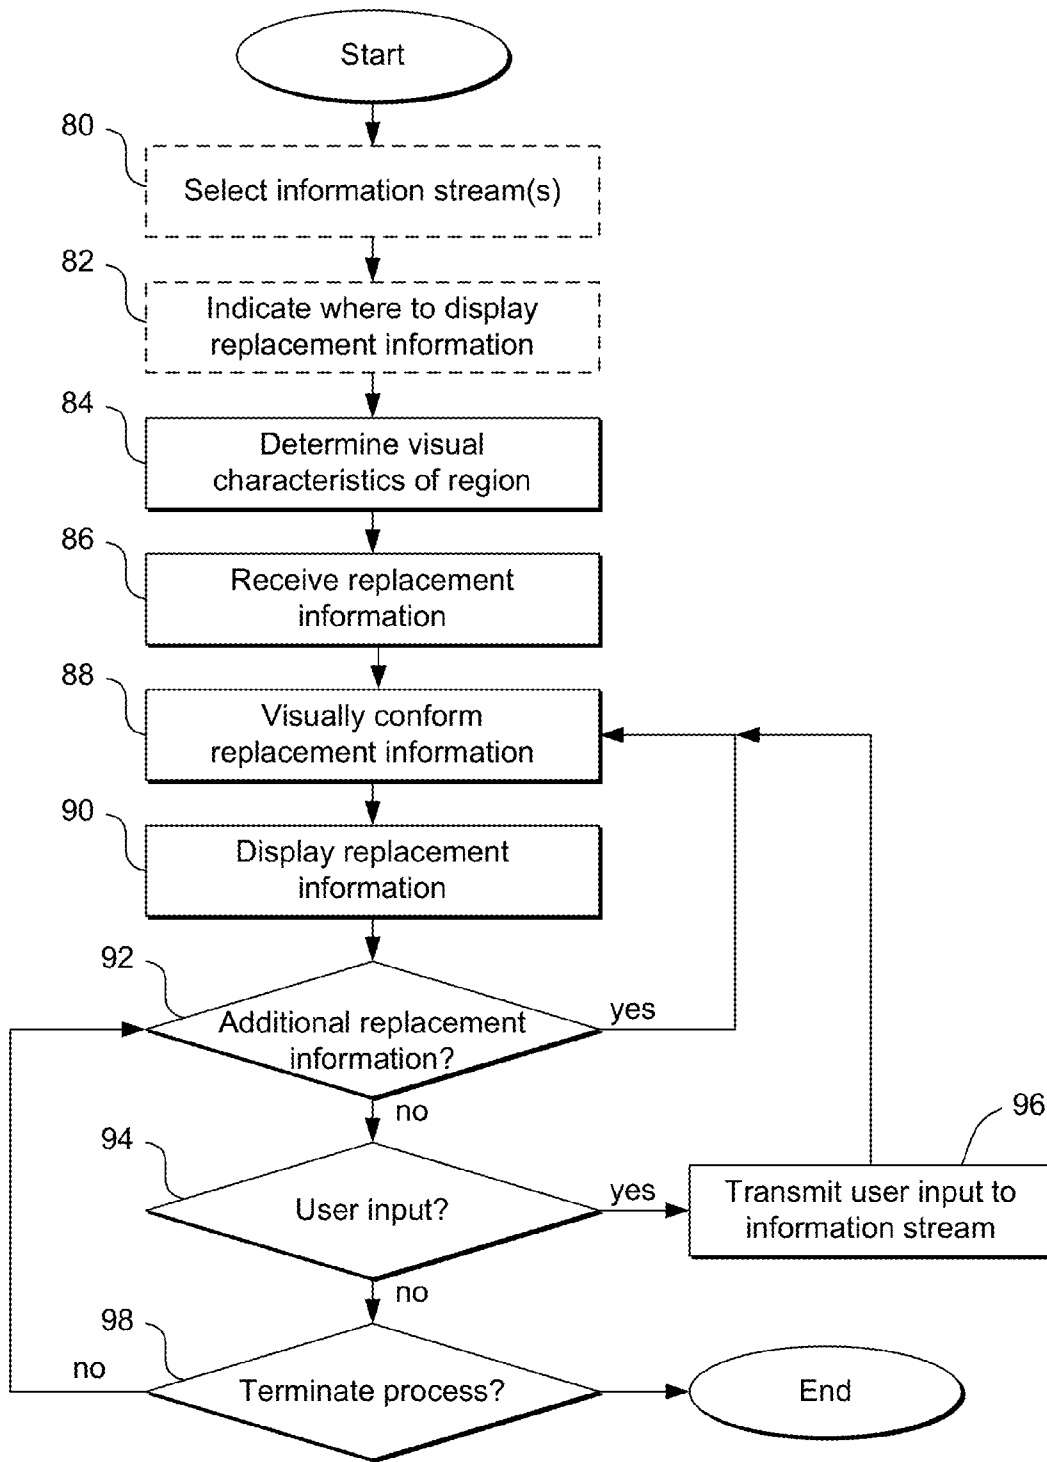 Start
80
Select information stream(s)
82
Indicate where to display
replacement information
84
Determine visual
characteristics of region
86
Receive replacement
information
88
Visually conform
replacement information
90
Display replacement
information
92
Additional replacement
information?
yes
no
94
User input?
yes
96
Transmit user input to
information stream
no
98
Terminate process?
no
End